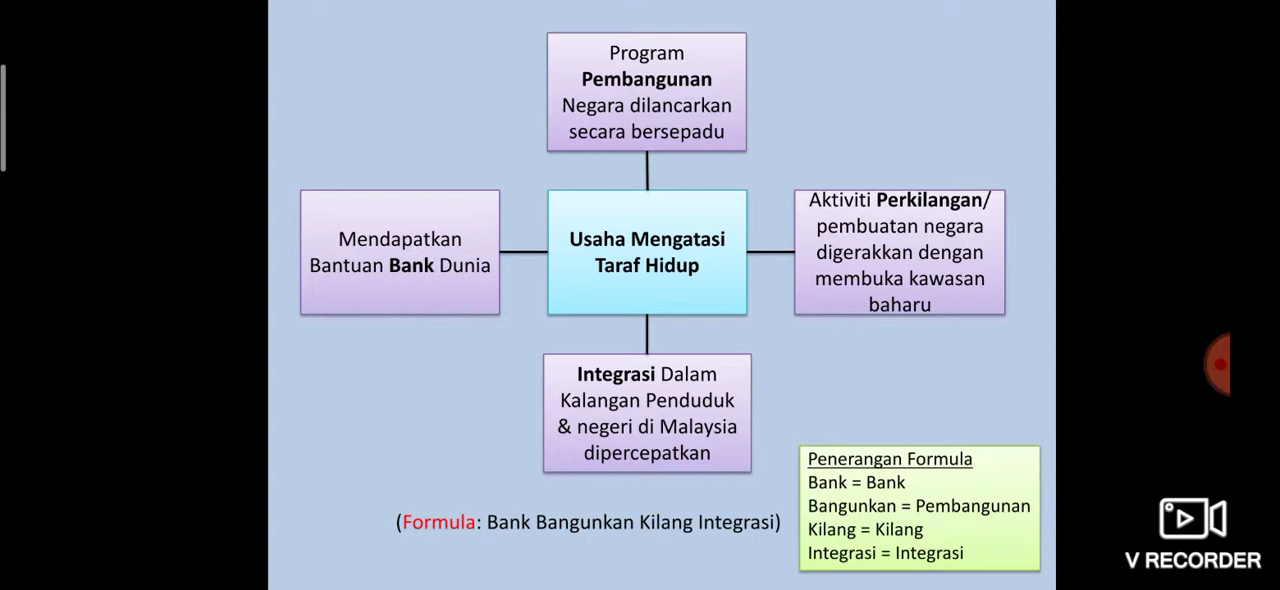 Program
Pembangunan
Negara dilancarkan
secara bersepadu
Mendapatkan
Bantuan Bank Dunia
Usaha Mengatasi
Taraf Hidup
Aktiviti Perkilangan/
pembuatan negara
digerakkan dengan
membuka kawasan
baharu
Integrasi Dalam
Kalangan Penduduk
& negeri di Malaysia
dipercepatkan
(Formula: Bank Bangunkan Kilang Integrasi)
Penerangan Formula
Bank = Bank
Bangunkan = Pembangunan
Kilang = Kilang
Integrasi = Integrasi
V RECORDER